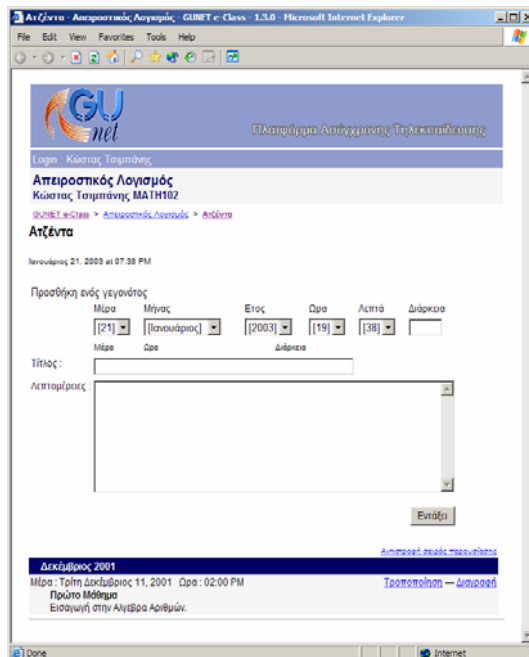 Ατζέντα - Απειροστικός Λογισμός - GUNET e-Class - 1.3.0 - Microsoft Internet Explorer
File Edit View Favorites Tools Help
GUnet
Πλατφόρμα Ασύγχρονης Τηλεκπαίδευσης
Login : Κώστας Τσιμπάνης
Απειροστικός Λογισμός
Κώστας Τσιμπάνης MATH102
GUNET e-Class > Απειροστικός Λογισμός > Ατζέντα
Ατζέντα
Ιανουάριος 21, 2003 at 07:38 PM
Προσθήκη ενός γεγονότος
Μέρα Μήνας Ετος Ωρα Λεπτά Διάρκεια
[21] [Ιανουάριος] [2003] [19] [38]
Μέρα Ωρα Διάρκεια
Τίτλος :
Λεπτομέρειες :
Εντάξει
Αντιστροφή σειράς παρουσίασης
Δεκέμβριος 2001
Μέρα : Τρίτη Δεκέμβριος 11, 2001 Ωρα : 02:00 PM Τροποποίηση — Διαγραφή
Πρώτο Μάθημα
Εισαγωγή στην Αλγεβρα Αριθμών.
Done Internet